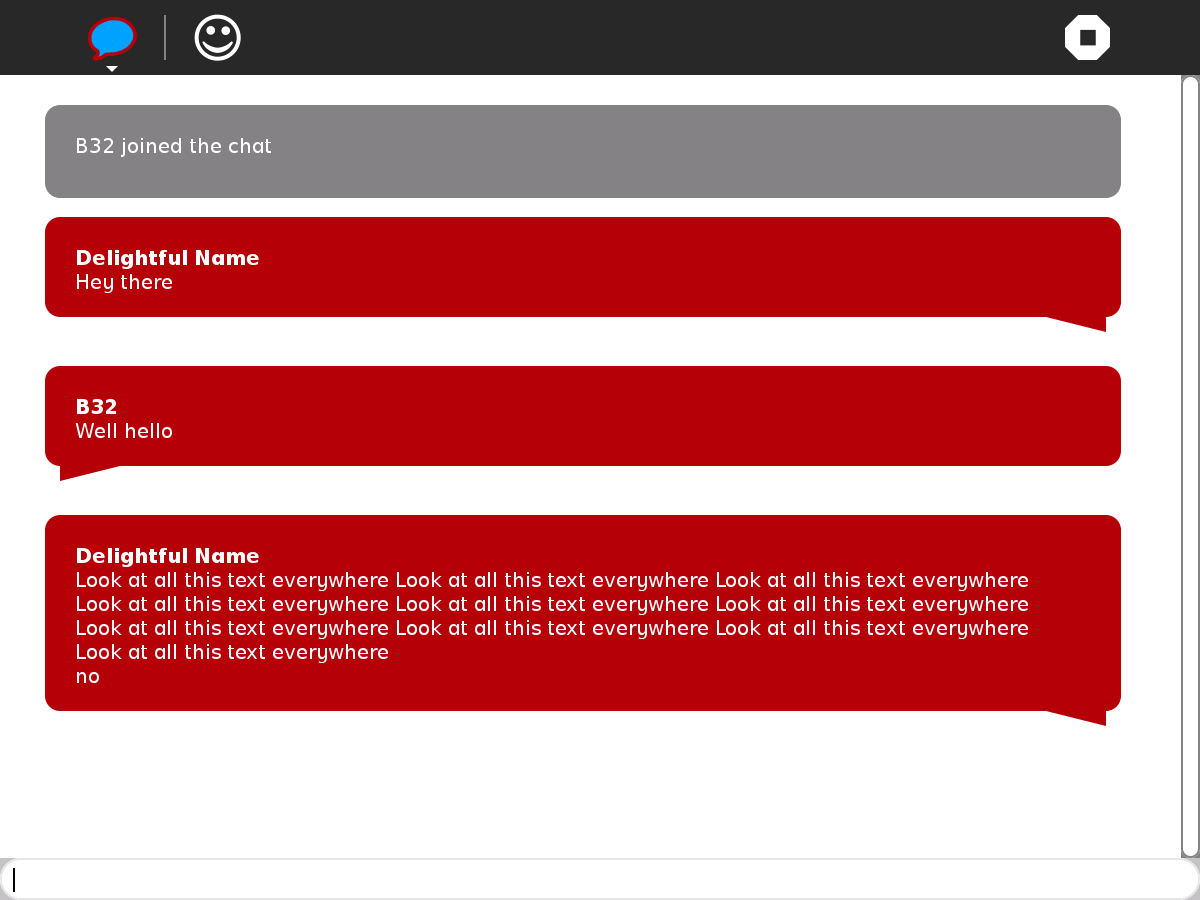 B32 joined the chat
Delightful Name
Hey there
B32
Well hello
Delightful Name
Look at all this text everywhere Look at all this text everywhere Look at all this text everywhere
Look at all this text everywhere Look at all this text everywhere Look at all this text everywhere
Look at all this text everywhere Look at all this text everywhere Look at all this text everywhere
Look at all this text everywhere
no